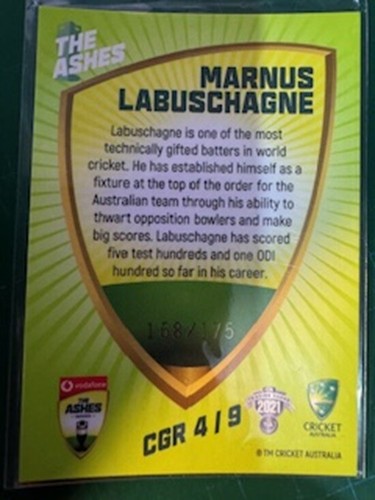 THE
ASHES
MARNUS
LABUSCHAGNE
Labuschagne is one of the most
technically gifted batters in world
cricket. He has established himself as a
fixture at the top of the order for the
Australian team through his ability to
thwart opposition bowlers and make
big scores. Labuschagne has scored
five test hundreds and one ODI
hundred so far in his career.
168/175
vodafone
THE
ASHES
CGR 4/9
2021
CRICKET
AUSTRALIA
® TM CRICKET AUSTRALIA